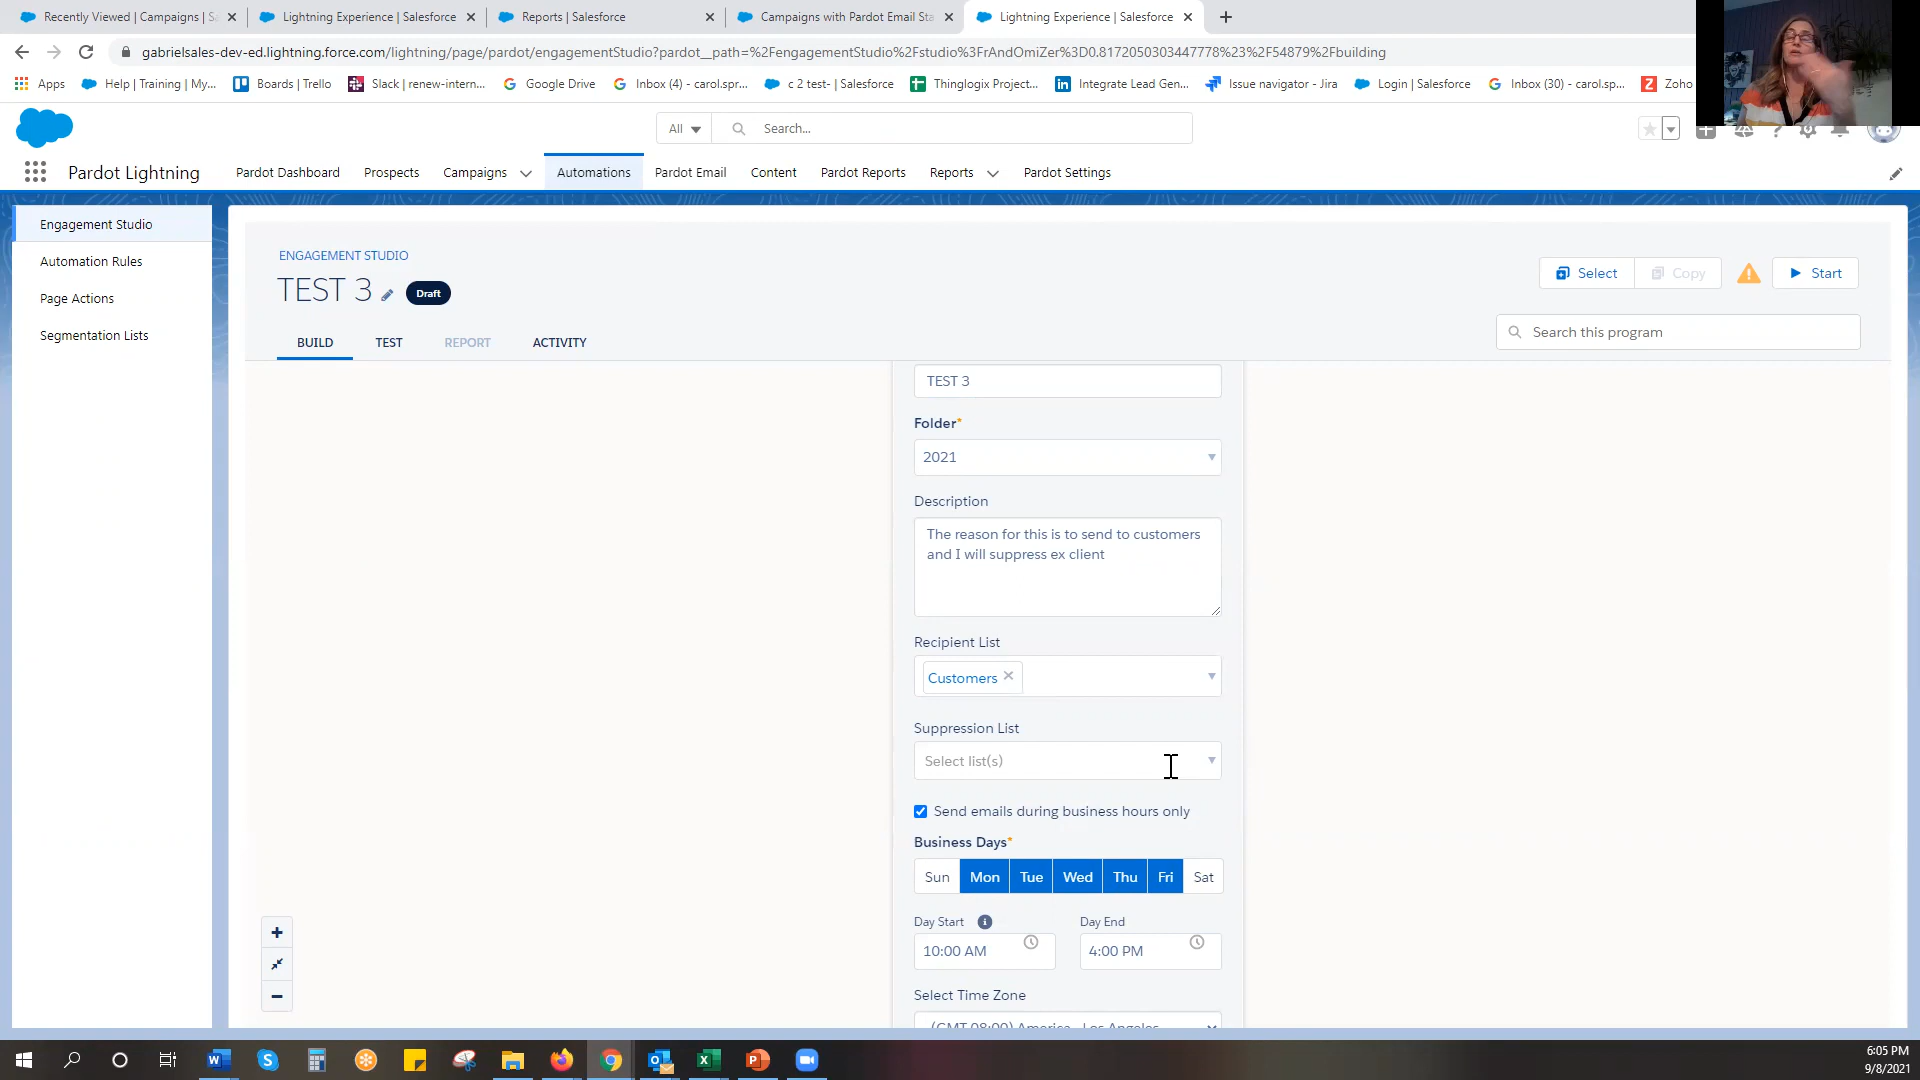 Recently Viewed | Campaigns | S
Lightning Experience | Salesforce
Reports | Salesforce
Campaigns with Pardot Email Sta
Lightning Experience | Salesforce
gabrielsales-dev-ed.lightning.force.com/lightning/page/pardot/engagementStudio?pardot__path=%2FengagementStudio%2Fstudio%3FrAndOmiZer%3D0.8172050303447778%23%2F54879%2Fbuilding
Apps
Help | Training | My...
Boards | Trello
Slack | renew-intern...
Google Drive
Inbox (4) - carol.spr...
c 2 test- | Salesforce
Thinglogix Project...
Integrate Lead Gen...
Issue navigator - Jira
Login | Salesforce
Inbox (30) - carol.sp...
Zoho
All
Search...
Pardot Lightning
Pardot Dashboard
Prospects
Campaigns
Automations
Pardot Email
Content
Pardot Reports
Reports
Pardot Settings
Engagement Studio
Automation Rules
Page Actions
Segmentation Lists
ENGAGEMENT STUDIO
TEST 3
Draft
Select
Copy
Start
BUILD
TEST
REPORT
ACTIVITY
Search this program
TEST 3
Folder*
2021
Description
The reason for this is to send to customers
and I will suppress ex client
Recipient List
Customers
Suppression List
Select list(s)
Send emails during business hours only
Business Days*
Sun Mon Tue Wed Thu Fri Sat
Day Start
Day End
10:00 AM
4:00 PM
Select Time Zone
(GMT-08:00) America - Los Angeles
6:05 PM
9/8/2021